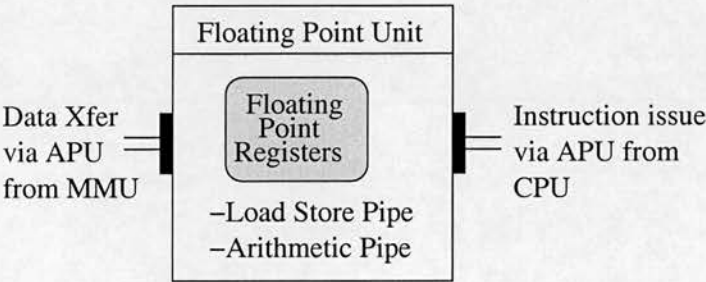 Floating Point Unit
Floating
Point
Registers
Data Xfer
via APU
from MMU
Instruction issue
via APU from
CPU
–Load Store Pipe
–Arithmetic Pipe